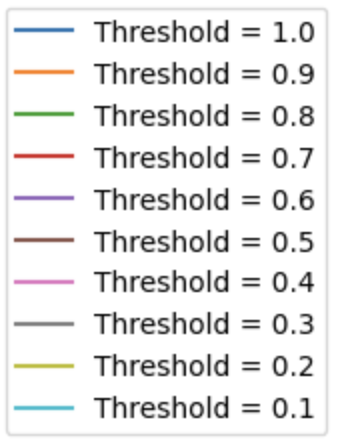 Threshold = 1.0
Threshold = 0.9
Threshold = 0.8
Threshold = 0.7
Threshold = 0.6
Threshold = 0.5
Threshold = 0.4
Threshold = 0.3
Threshold = 0.2
Threshold = 0.1